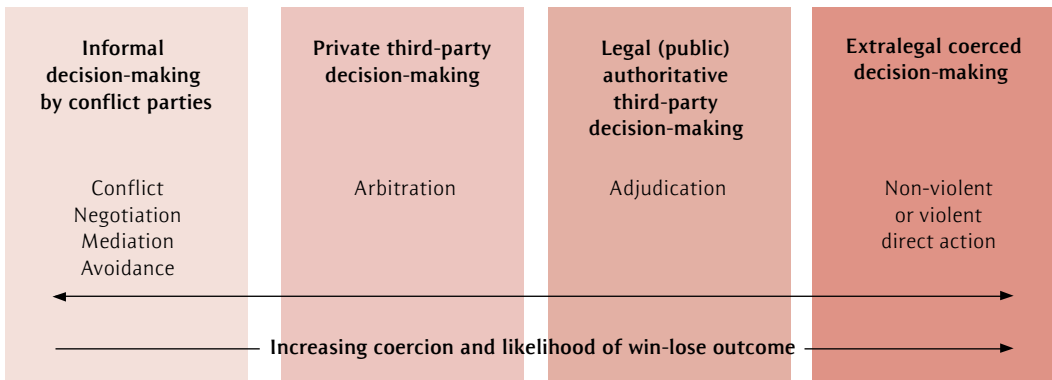 Informal
decision-making
by conflict parties
Private third-party
decision-making
Legal (public)
authoritative
third-party
decision-making
Extralegal coerced
decision-making
Conflict
Negotiation
Mediation
Avoidance
Arbitration
Adjudication
Non-violent
or violent
direct action
Increasing coercion and likelihood of win-lose outcome